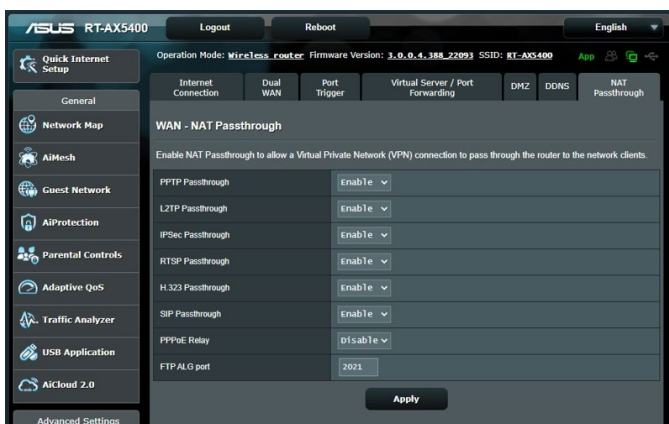 ASUS RT-AX5400 Logout Reboot English
Quick Internet Setup
Operation Mode: Wireless router Firmware Version: 3.0.0.4.388_22093 SSID: RT-AX5400 App
General
Network Map
AiMesh
Guest Network
AiProtection
Parental Controls
Adaptive QoS
Traffic Analyzer
USB Application
AiCloud 2.0
Advanced Settings
Internet Connection
Dual WAN
Port Trigger
Virtual Server / Port Forwarding
DMZ
DDNS
NAT Passthrough
WAN - NAT Passthrough
Enable NAT Passthrough to allow a Virtual Private Network (VPN) connection to pass through the router to the network clients.
PPTP Passthrough Enable
L2TP Passthrough Enable
IPSec Passthrough Enable
RTSP Passthrough Enable
H.323 Passthrough Enable
SIP Passthrough Enable
PPPoE Relay Disable
FTP ALG port 2021
Apply